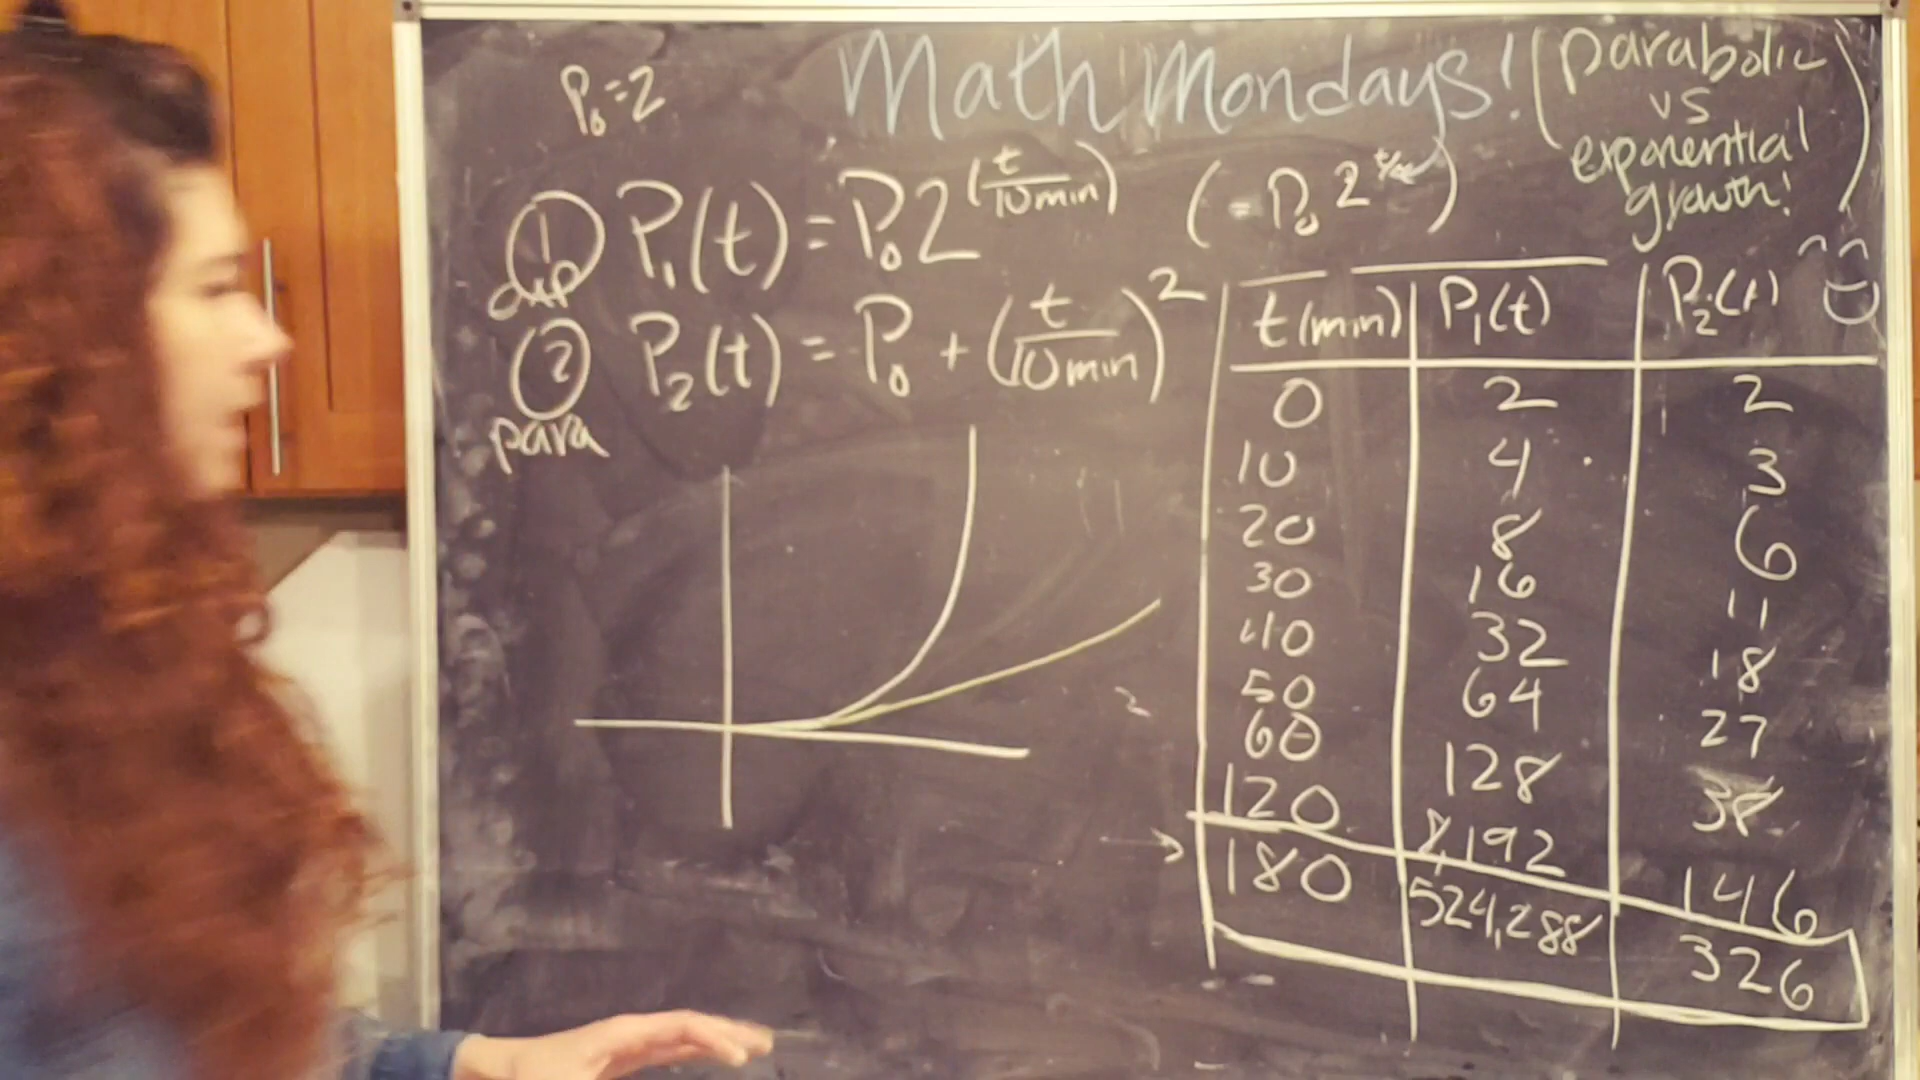 Math Mondays! (parabolic
vs
exponential
growth!)
P₀=2
① P₁(t) = P₀2^(t/10min) (=P₀ 2
exp
② P₂(t) = P₀ + (t/10min)²
para
t(min) P₁(t) P₂(t)
0 2 2
10 4 3
20 8 6
30 16 11
40 32 18
50 64 27
60 128 38
120 8,192 146
180 524,288 326